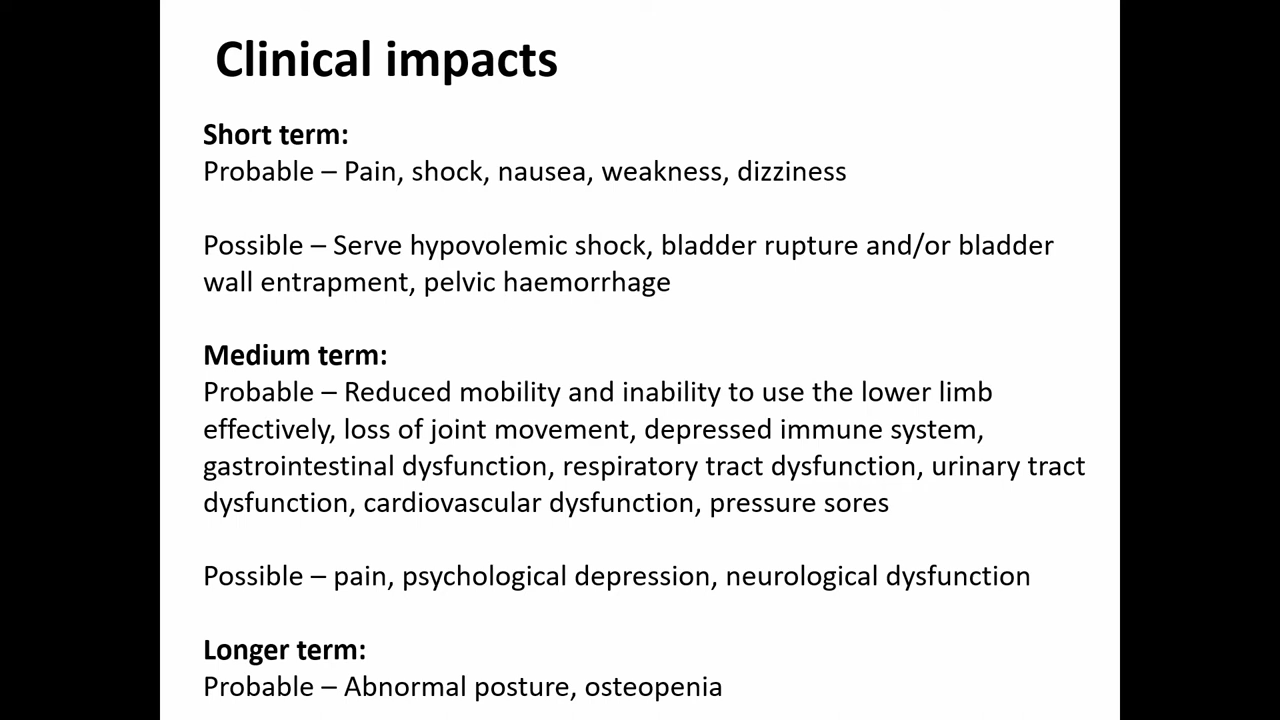 Clinical impacts
Short term:
Probable – Pain, shock, nausea, weakness, dizziness
Possible – Serve hypovolemic shock, bladder rupture and/or bladder
wall entrapment, pelvic haemorrhage
Medium term:
Probable – Reduced mobility and inability to use the lower limb
effectively, loss of joint movement, depressed immune system,
gastrointestinal dysfunction, respiratory tract dysfunction, urinary tract
dysfunction, cardiovascular dysfunction, pressure sores
Possible – pain, psychological depression, neurological dysfunction
Longer term:
Probable – Abnormal posture, osteopenia